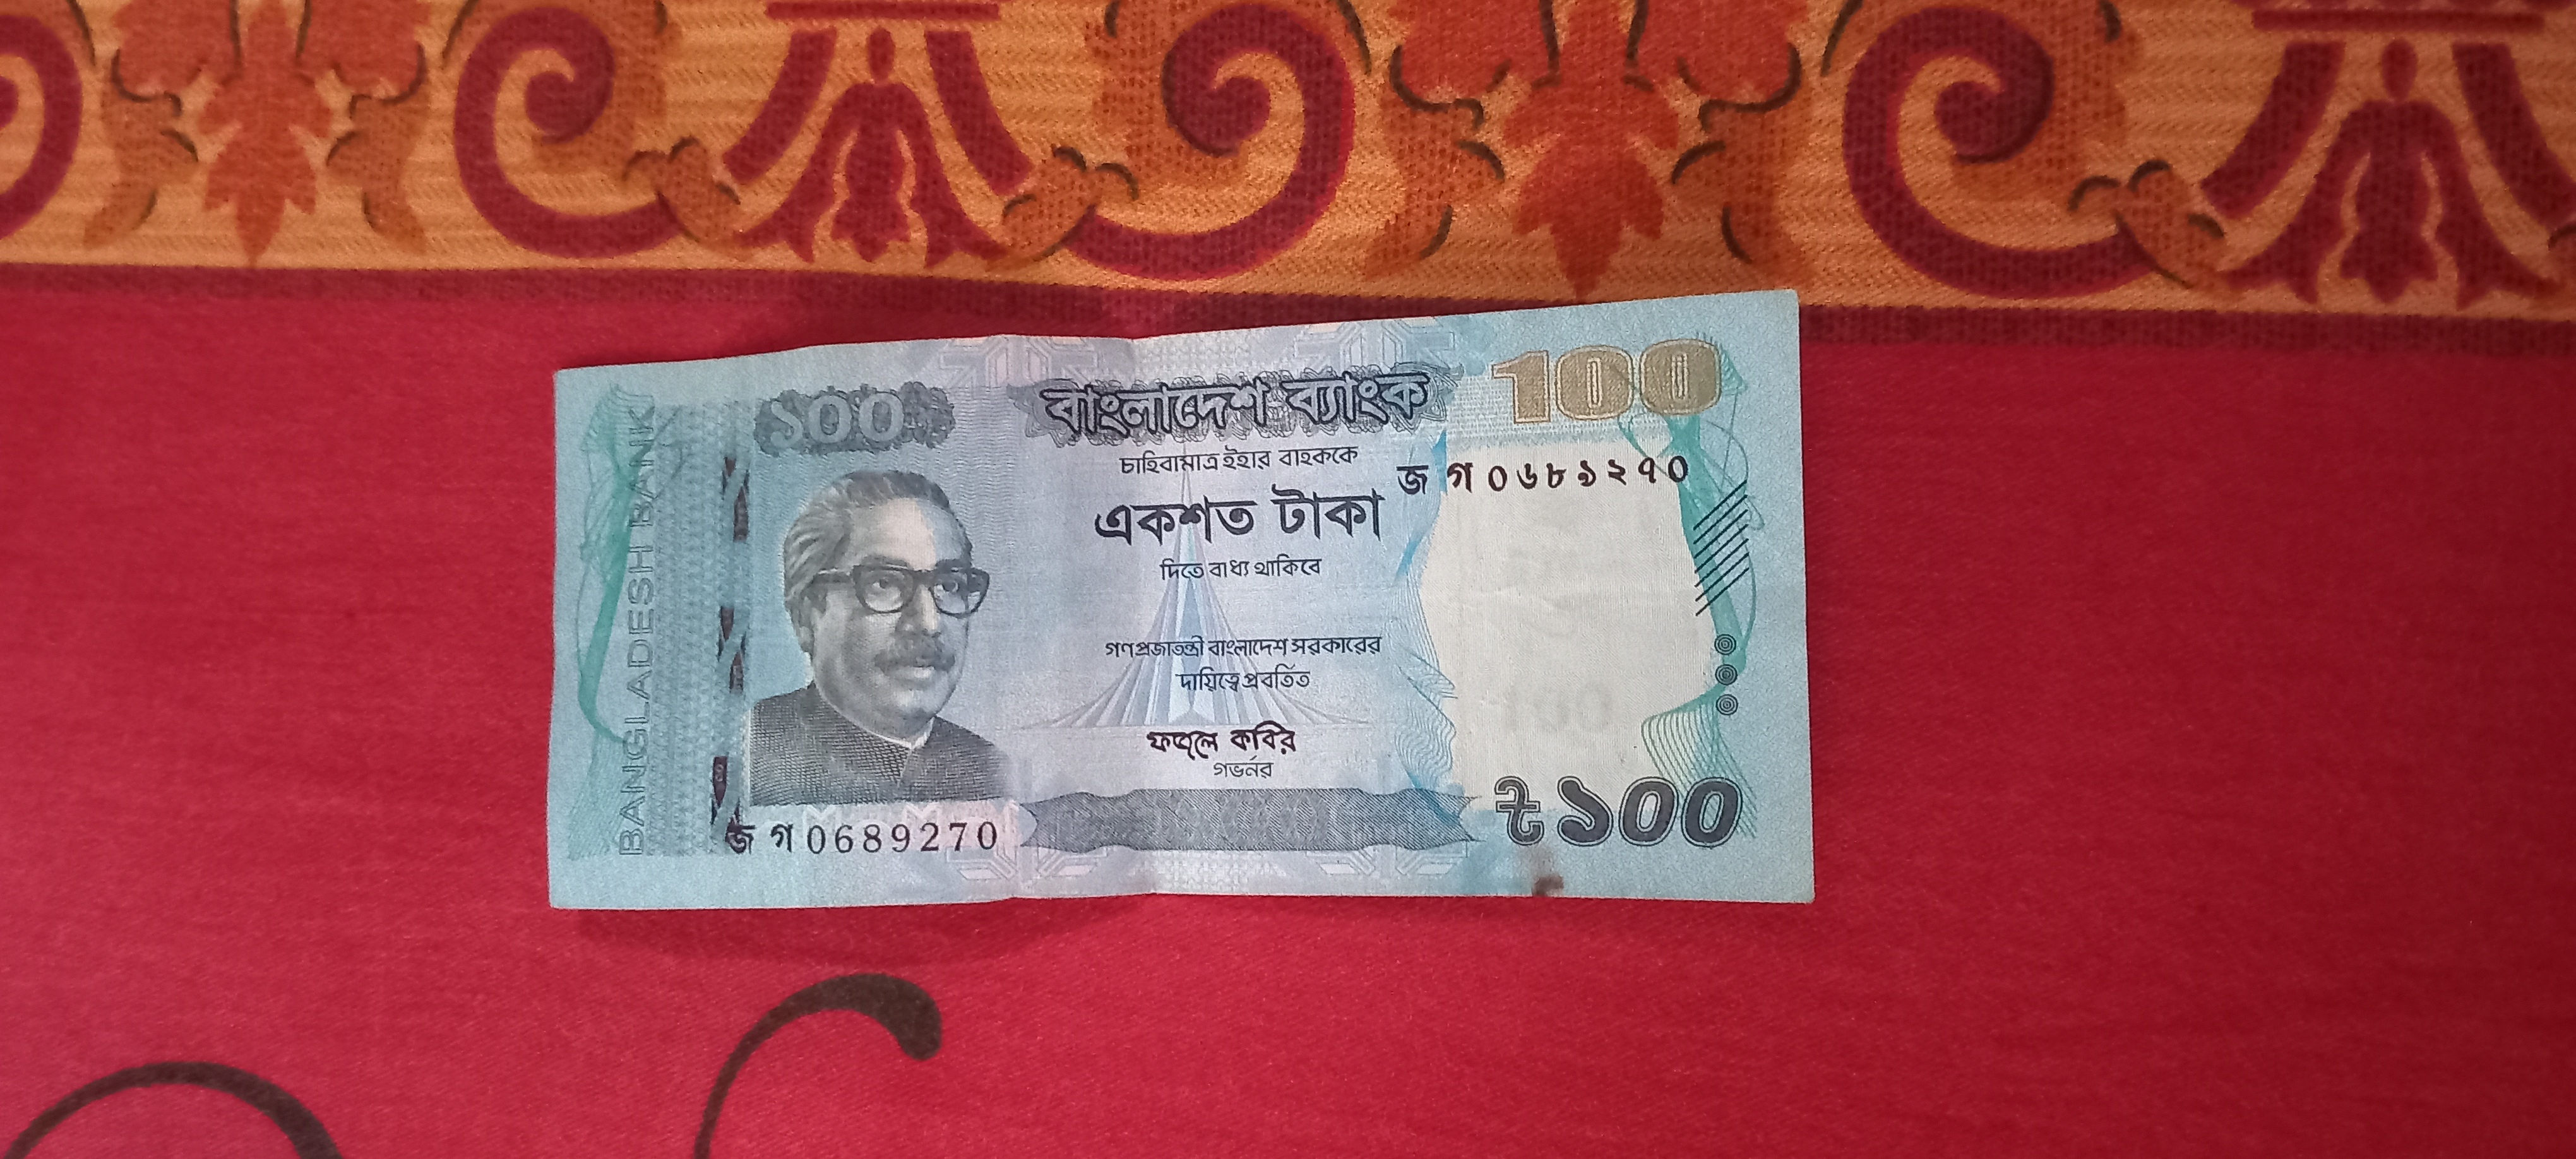 BANGLADESH BANK
১০০
বাংলাদেশ ব্যাংক
100
চাহিবামাত্র ইহার বাহককে
একশত টাকা
জগ ০৬৮৯২৭০
দিতে বাধ্য থাকিবে
গণপ্রজাতন্ত্রী বাংলাদেশ সরকারের
দায়িত্বে প্রবর্তিত
ফজলে কবির
গভর্নর
জগ 0689270
৳১০০